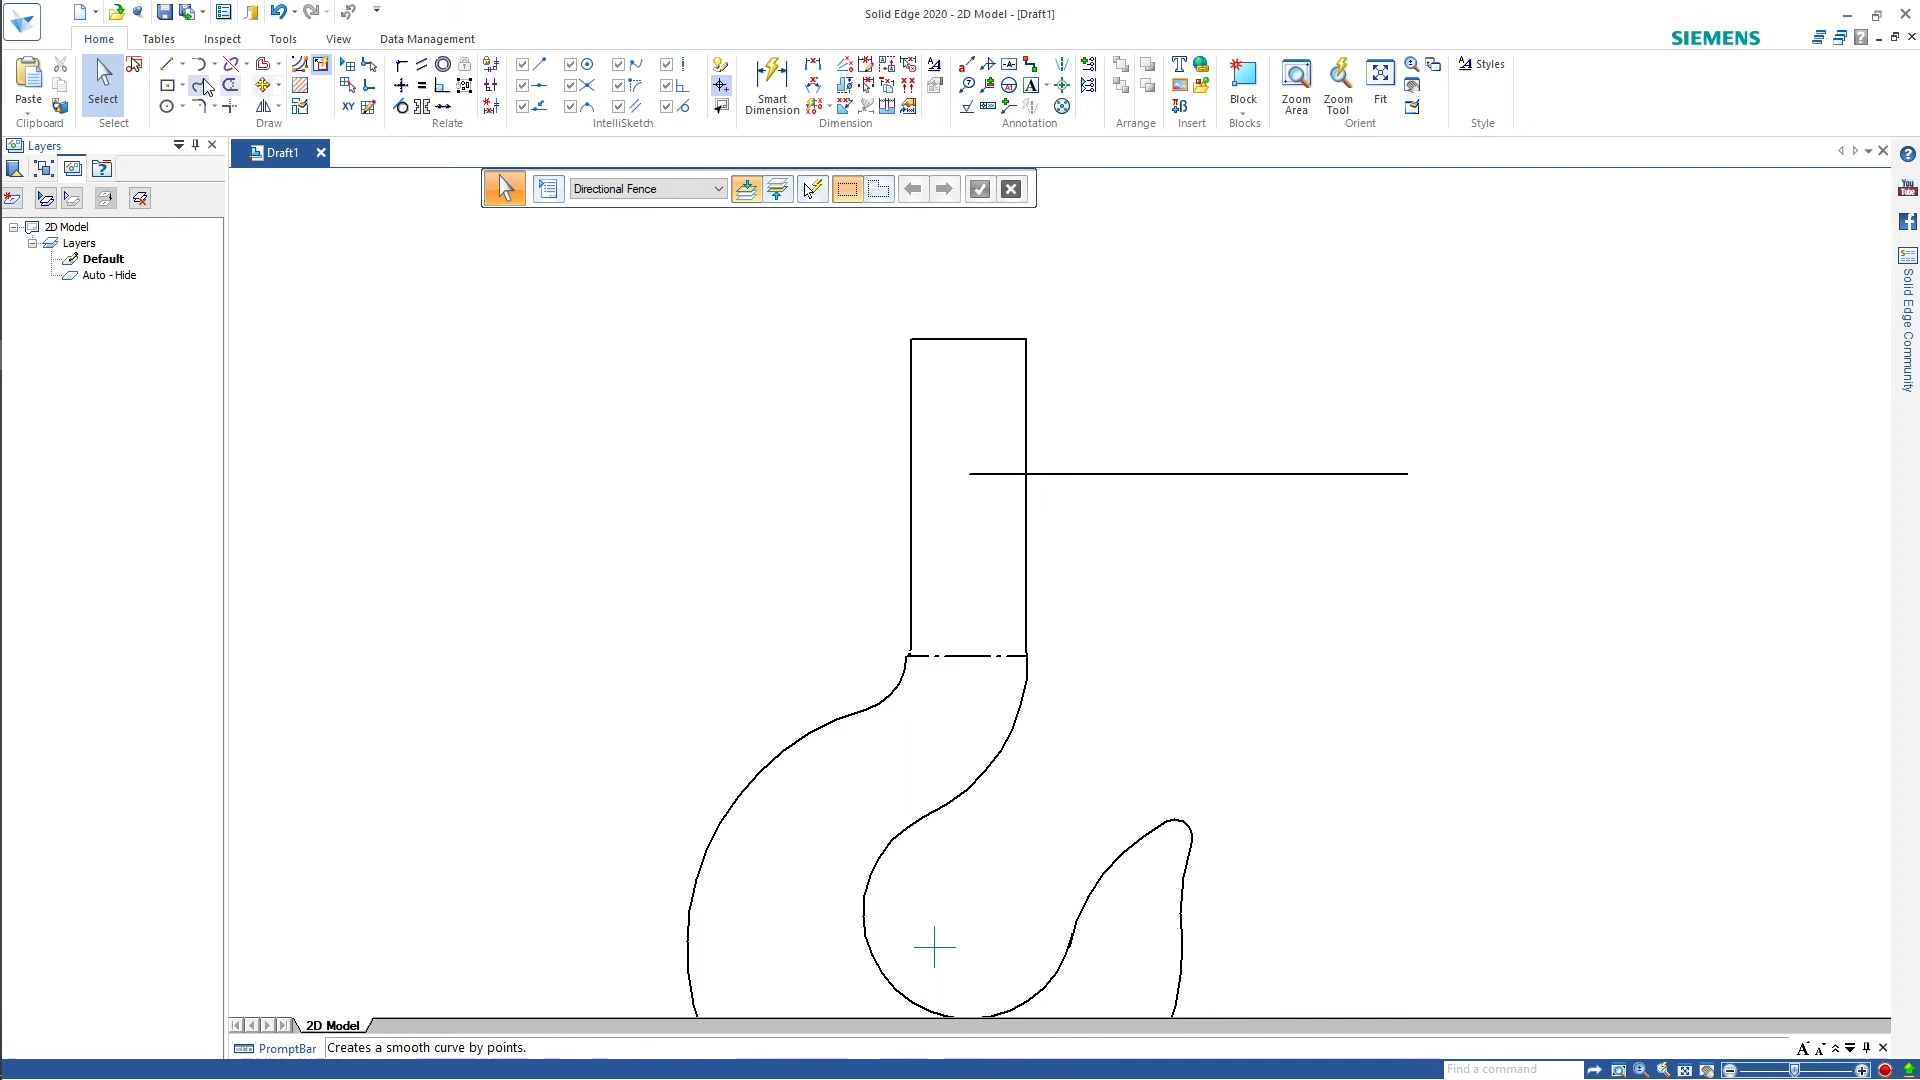 Solid Edge 2020 - 2D Model - [Draft1]
Home
Tables
Inspect
Tools
View
Data Management
SIEMENS
Paste
Select
Smart
Dimension
Block
Zoom
Area
Zoom
Tool
Fit
Styles
Clipboard
Select
Draw
Relate
IntelliSketch
Dimension
Annotation
Arrange
Insert
Blocks
Orient
Style
Layers
Draft1
Directional Fence
2D Model
Layers
Default
Auto - Hide
You
Tube
Solid Edge Community
2D Model
PromptBar
Creates a smooth curve by points.
Find a command